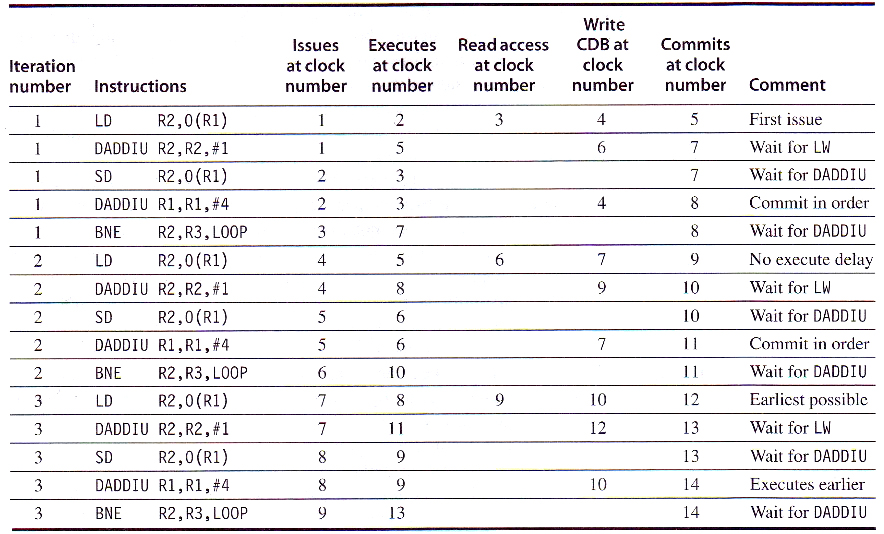 Iteration number Instructions Issues at clock number Executes at clock number Read access at clock number Write CDB at clock number Commits at clock number Comment
1 LD R2,0(R1) 1 2 3 4 5 First issue
1 DADDIU R2,R2,#1 1 5 6 7 Wait for LW
1 SD R2,0(R1) 2 3 7 Wait for DADDIU
1 DADDIU R1,R1,#4 2 3 4 8 Commit in order
1 BNE R2,R3,LOOP 3 7 8 Wait for DADDIU
2 LD R2,0(R1) 4 5 6 7 9 No execute delay
2 DADDIU R2,R2,#1 4 8 9 10 Wait for LW
2 SD R2,0(R1) 5 6 10 Wait for DADDIU
2 DADDIU R1,R1,#4 5 6 7 11 Commit in order
2 BNE R2,R3,LOOP 6 10 11 Wait for DADDIU
3 LD R2,0(R1) 7 8 9 10 12 Earliest possible
3 DADDIU R2,R2,#1 7 11 12 13 Wait for LW
3 SD R2,0(R1) 8 9 13 Wait for DADDIU
3 DADDIU R1,R1,#4 8 9 10 14 Executes earlier
3 BNE R2,R3,LOOP 9 13 14 Wait for DADDIU